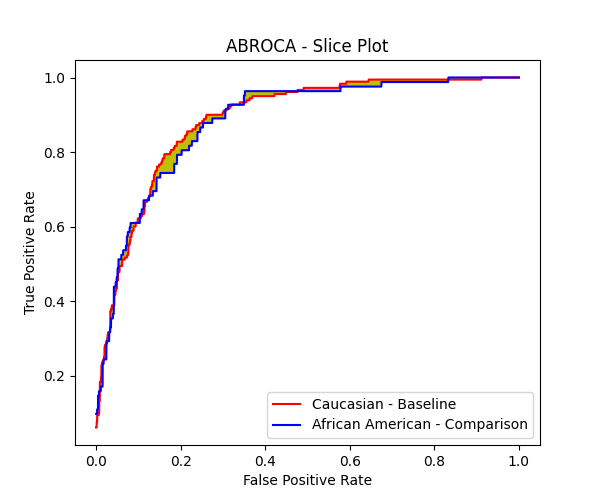 ABROCA - Slice Plot
True Positive Rate
1.0
0.8
0.6
0.4
0.2
0.0
0.2
0.4
0.6
0.8
1.0
False Positive Rate
Caucasian - Baseline
African American - Comparison